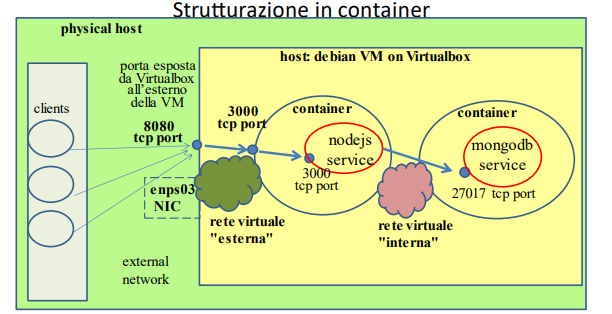 Strutturazione in container
physical host
host: debian VM on Virtualbox
porta esposta
da Virtualbox
all'esterno
della VM
clients
8080
tcp port
3000
tcp port
container
nodejs
service
3000
tcp port
container
mongodb
service
27017 tcp port
enps03
NIC
rete virtuale
"esterna"
rete virtuale
"interna"
external
network